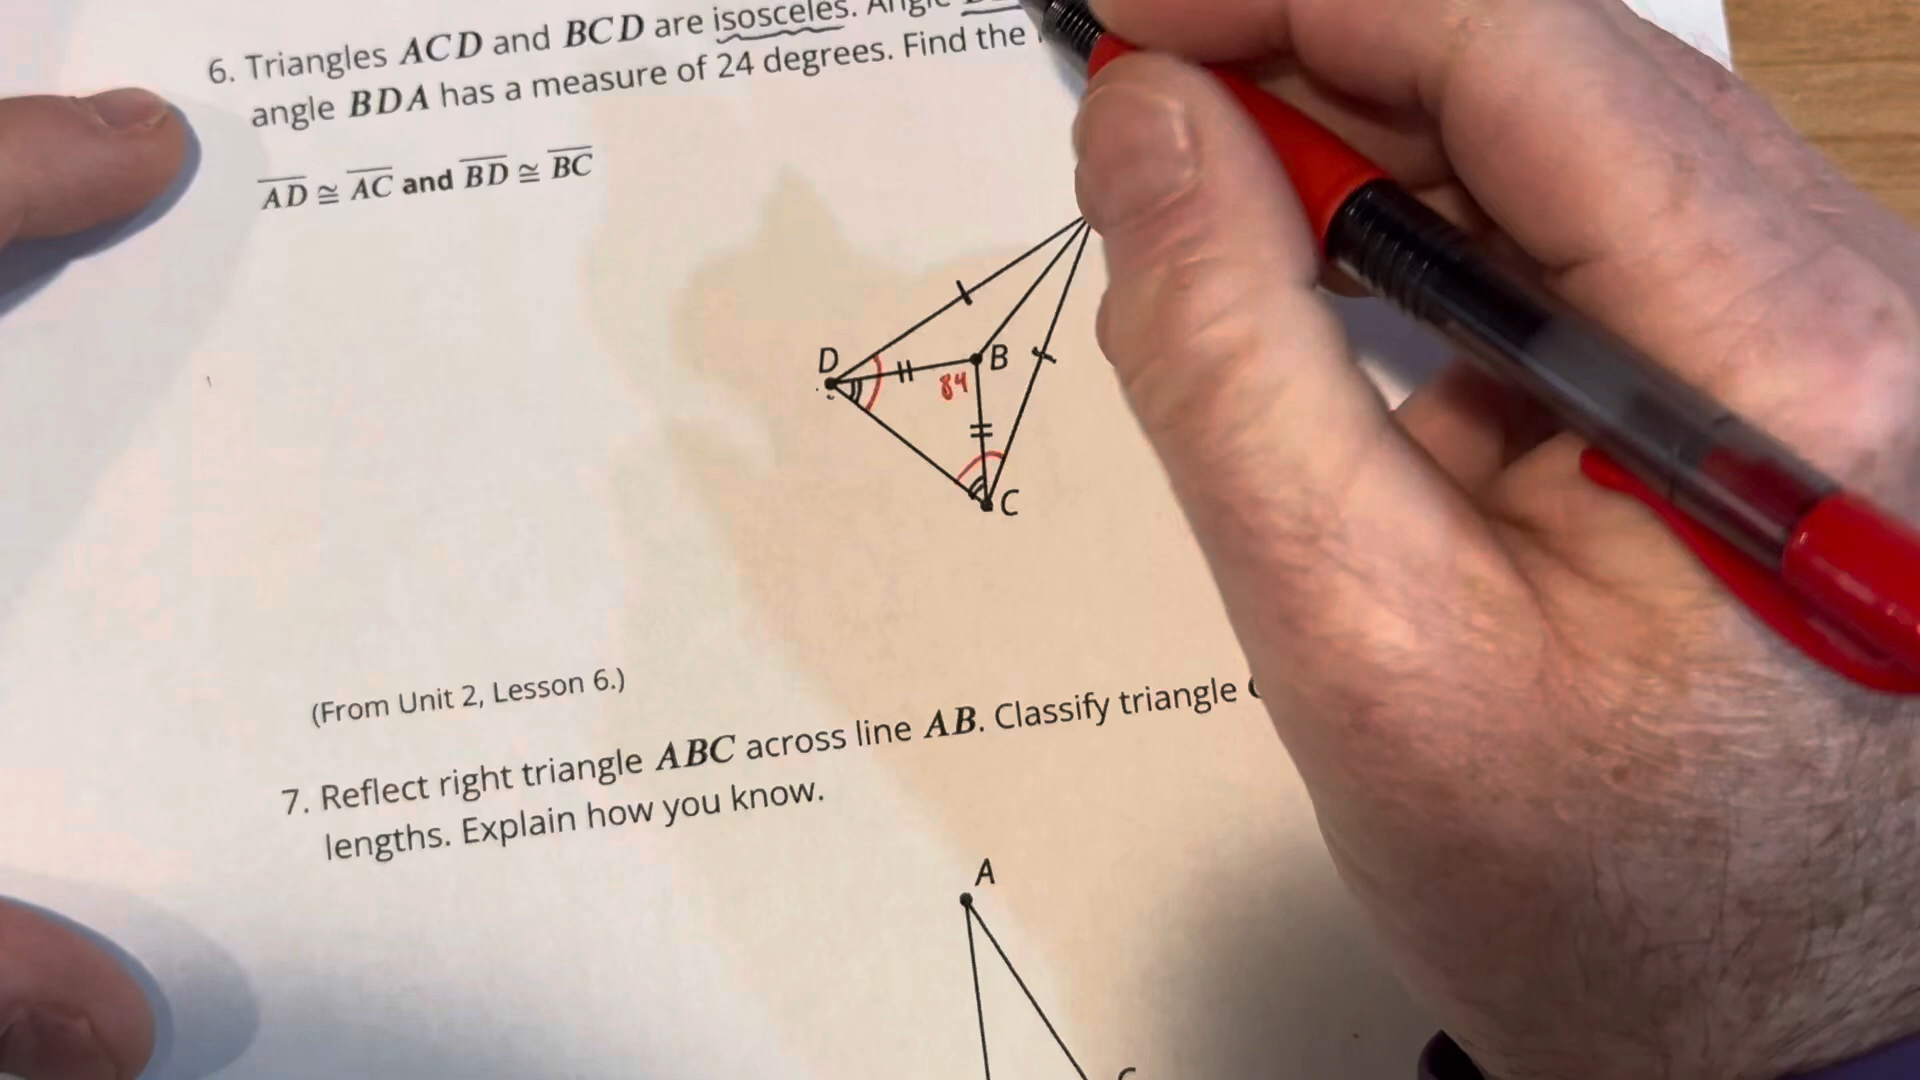 6. Triangles ACD and BCD are isosceles. Angle
angle BDA has a measure of 24 degrees. Find the
AD ≅ AC and BD ≅ BC
D
B
84
C
(From Unit 2, Lesson 6.)
7. Reflect right triangle ABC across line AB. Classify triangle
lengths. Explain how you know.
A
C